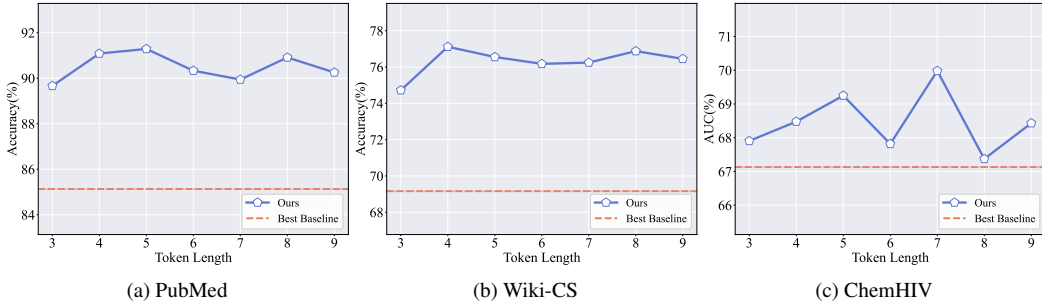 92
90
88
86
84
Accuracy(%)
3 4 5 6 7 8 9
Token Length
Ours
Best Baseline
(a) PubMed
78
76
74
72
70
68
Accuracy(%)
3 4 5 6 7 8 9
Token Length
Ours
Best Baseline
(b) Wiki-CS
71
70
69
68
67
66
AUC(%)
3 4 5 6 7 8 9
Token Length
Ours
Best Baseline
(c) ChemHIV